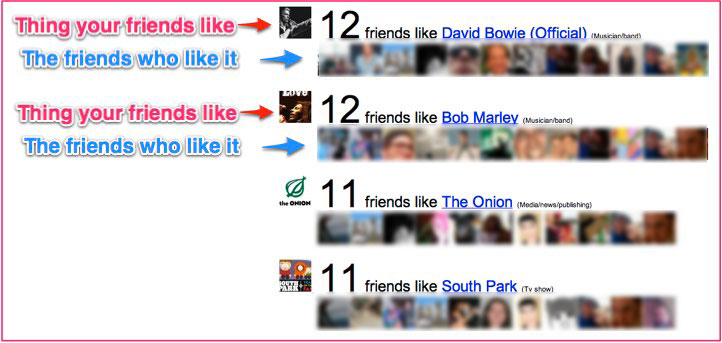 Thing your friends like
12 friends like David Bowie (Official) (Musician/band)
The friends who like it
LOVE
Thing your friends like
12 friends like Bob Marley (Musician/band)
The friends who like it
the ONION
11 friends like The Onion (Media/news/publishing)
SOUTH PARK
11 friends like South Park (Tv show)